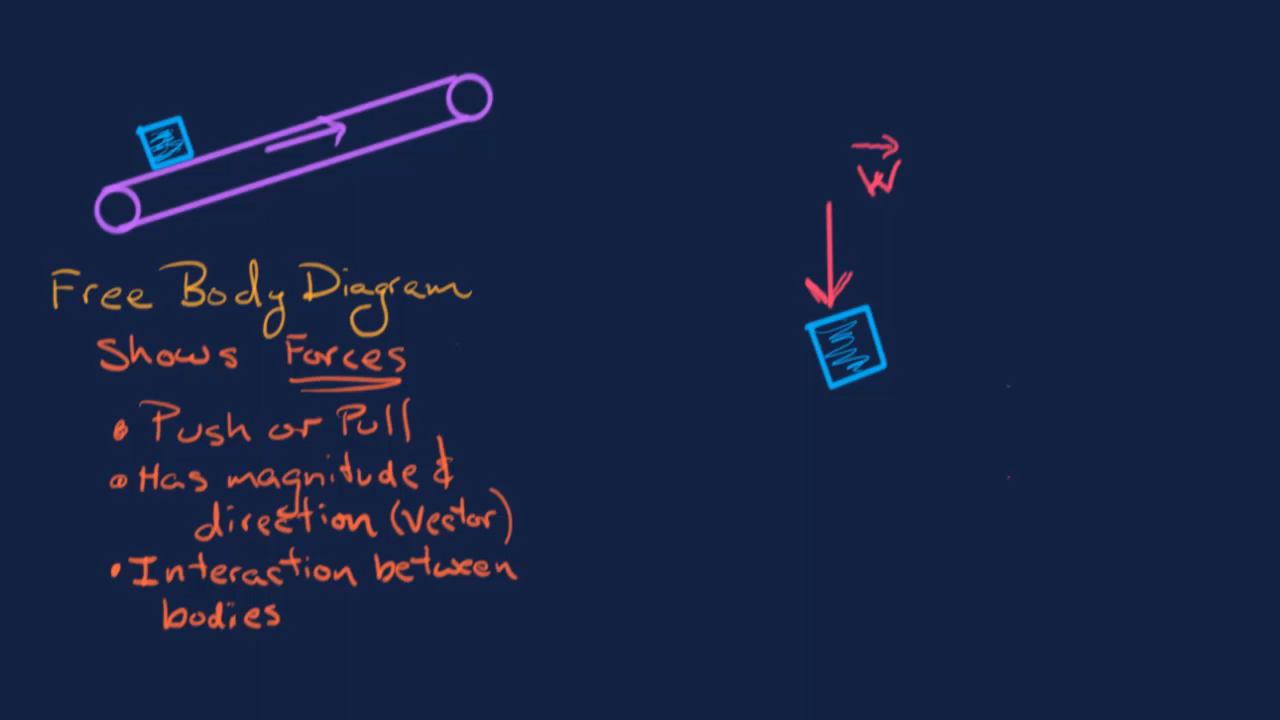 Free Body Diagram
Shows Forces
• Push or Pull
• Has magnitude &
direction (vector)
• Interaction between
bodies
W